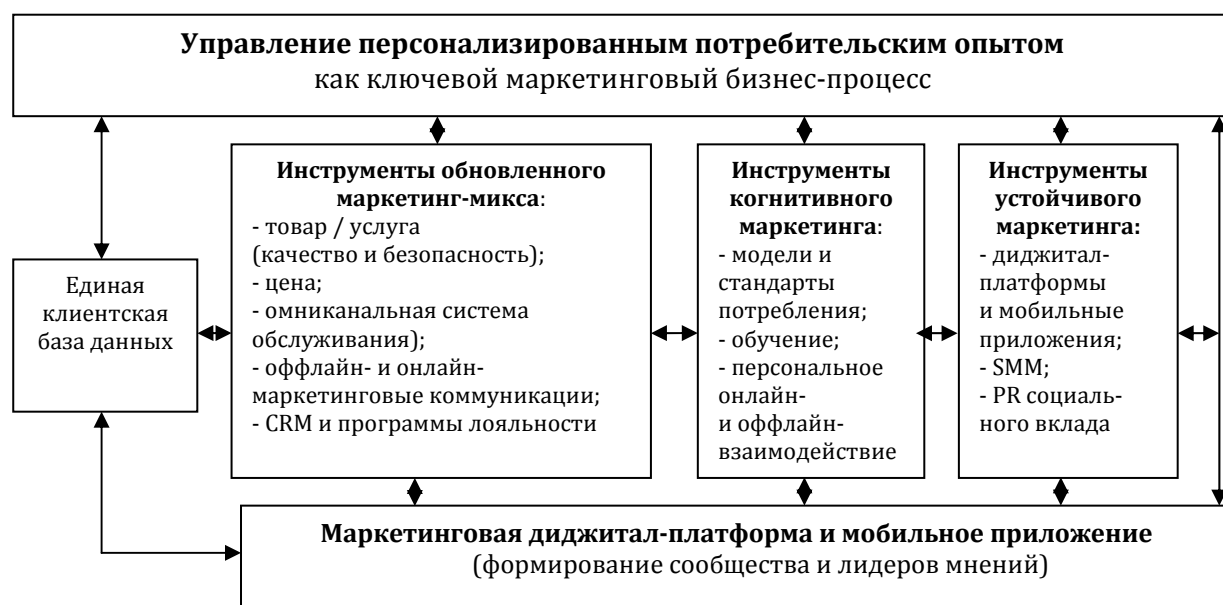 Управление персонализированным потребительским опытом
как ключевой маркетинговый бизнес-процесс
Единая
клиентская
база данных
Инструменты обновленного
маркетинг-микса:
- товар / услуга
(качество и безопасность);
- цена;
- омниканальная система
обслуживания);
- оффлайн- и онлайн-
маркетинговые коммуникации;
- CRM и программы лояльности
Инструменты
когнитивного
маркетинга:
- модели и
стандарты
потребления;
- обучение;
- персональное
онлайн-
и оффлайн-
взаимодействие
Инструменты
устойчивого
маркетинга:
- диджитал-
платформы
и мобильные
приложения;
- SMM;
- PR социаль-
ного вклада
Маркетинговая диджитал-платформа и мобильное приложение
(формирование сообщества и лидеров мнений)